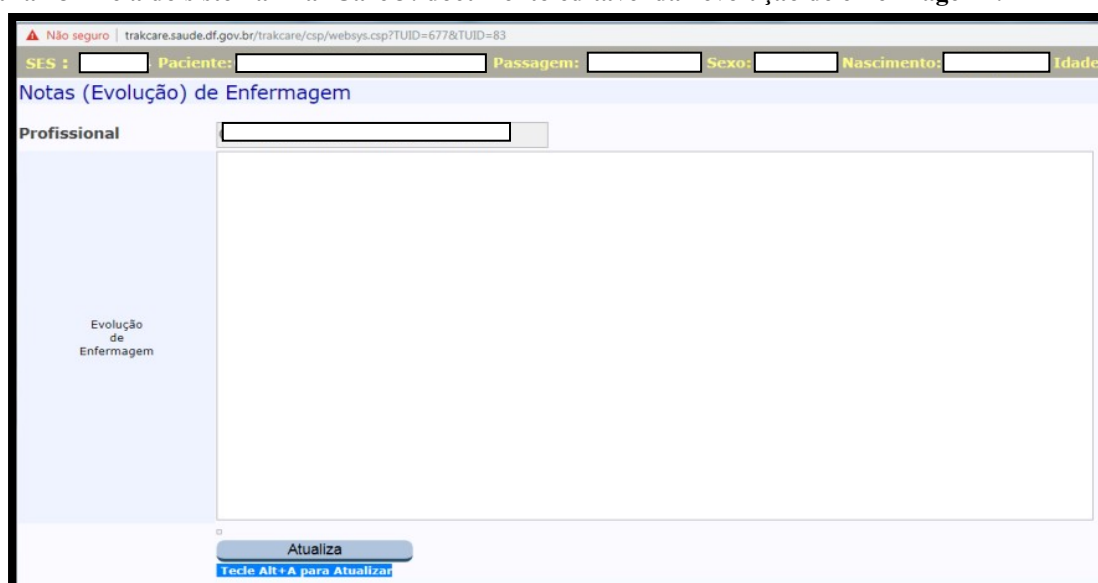 Não seguro | trakcare.saude.df.gov.br/trakcare/csp/websys.csp?TUID=677&TUID=83
SES : Paciente: Passagem: Sexo: Nascimento: Idade
Notas (Evolução) de Enfermagem
Profissional
Evolução
de
Enfermagem
Atualiza
Tecle Alt+A para Atualizar